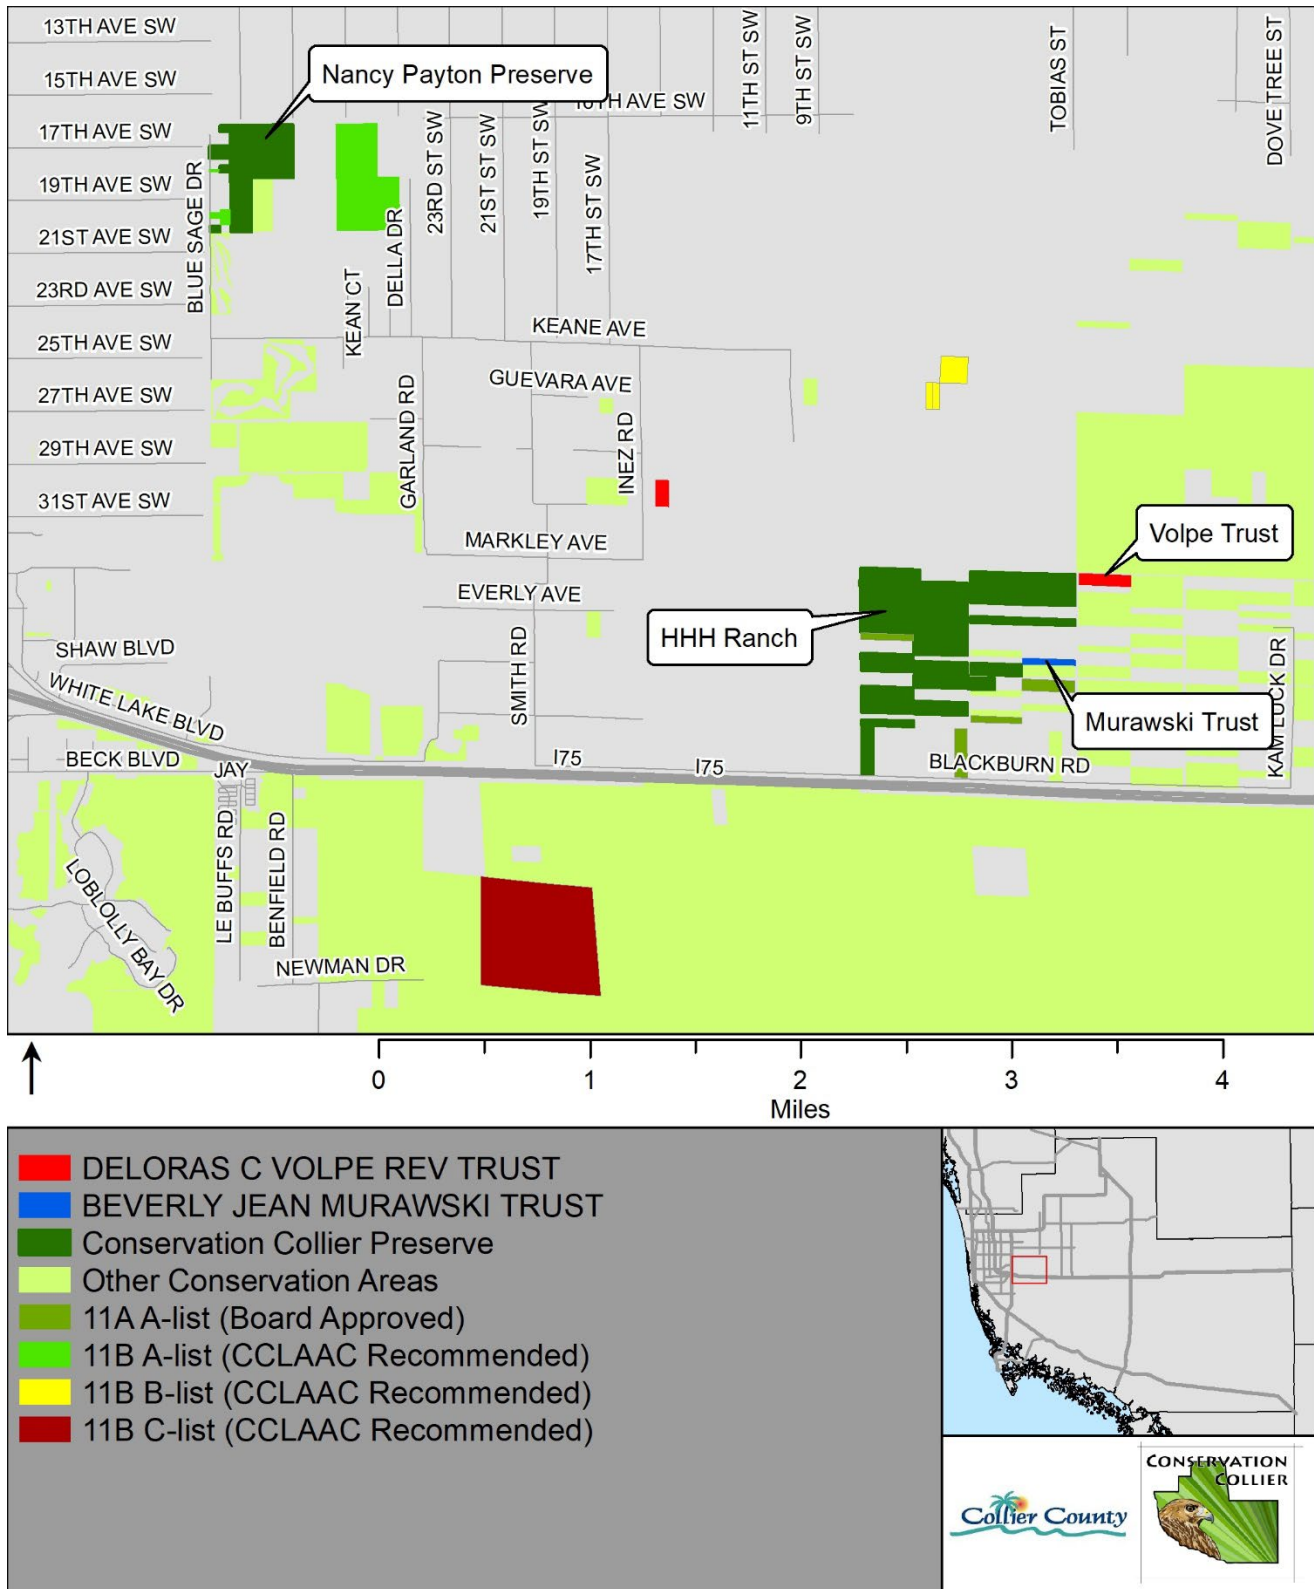 13TH AVE SW
15TH AVE SW
Nancy Payton Preserve
11TH ST SW
9TH ST SW
TOBIAS ST
DOVE TREE ST
17TH AVE SW
19TH AVE SW
21ST AVE SW
23RD AVE SW
BLUE SAGE DR
KEAN CT
DELLA DR
23RD ST SW
21ST ST SW
19TH ST SW
17TH ST SW
25TH AVE SW
27TH AVE SW
29TH AVE SW
31ST AVE SW
KEANE AVE
GUEVARA AVE
GARLAND RD
INEZ RD
MARKLEY AVE
EVERLY AVE
SMITH RD
Volpe Trust
HHH Ranch
Murawski Trust
KAM LUCK DR
SHAW BLVD
WHITE LAKE BLVD
BECK BLVD
JAY
I75
I75
BLACKBURN RD
LOBLOLLY BAY DR
LE BUFFS RD
BENFIELD RD
NEWMAN DR
0 1 2 3 4
Miles
DELORAS C VOLPE REV TRUST
BEVERLY JEAN MURAWSKI TRUST
Conservation Collier Preserve
Other Conservation Areas
11A A-list (Board Approved)
11B A-list (CCLAAC Recommended)
11B B-list (CCLAAC Recommended)
11B C-list (CCLAAC Recommended)
Collier County
CONSERVATION
COLLIER